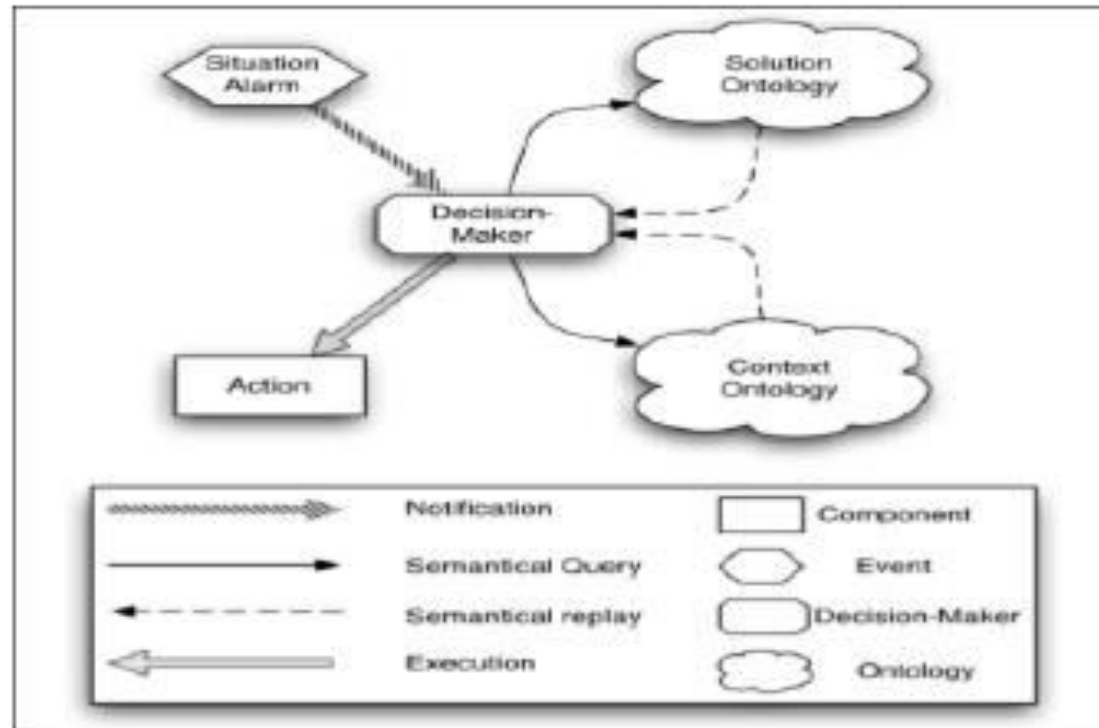 Situation
Alarm
Solution
Ontology
Decision-
Maker
Action
Context
Ontology
Notification
Component
Semantical Query
Event
Semantical replay
Decision-Maker
Execution
Ontology